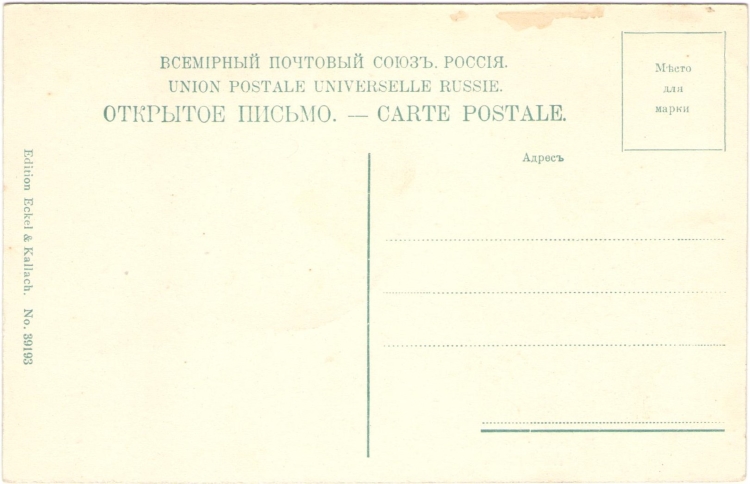 ВСЕМІРНЫЙ ПОЧТОВЫЙ СОЮЗЪ. РОССІЯ.
UNION POSTALE UNIVERSELLE RUSSIE.
ОТКРЫТОЕ ПИСЬМО. — CARTE POSTALE.
Мѣсто
для
марки
Адресъ
Edition Eckel & Kallach. No. 39193